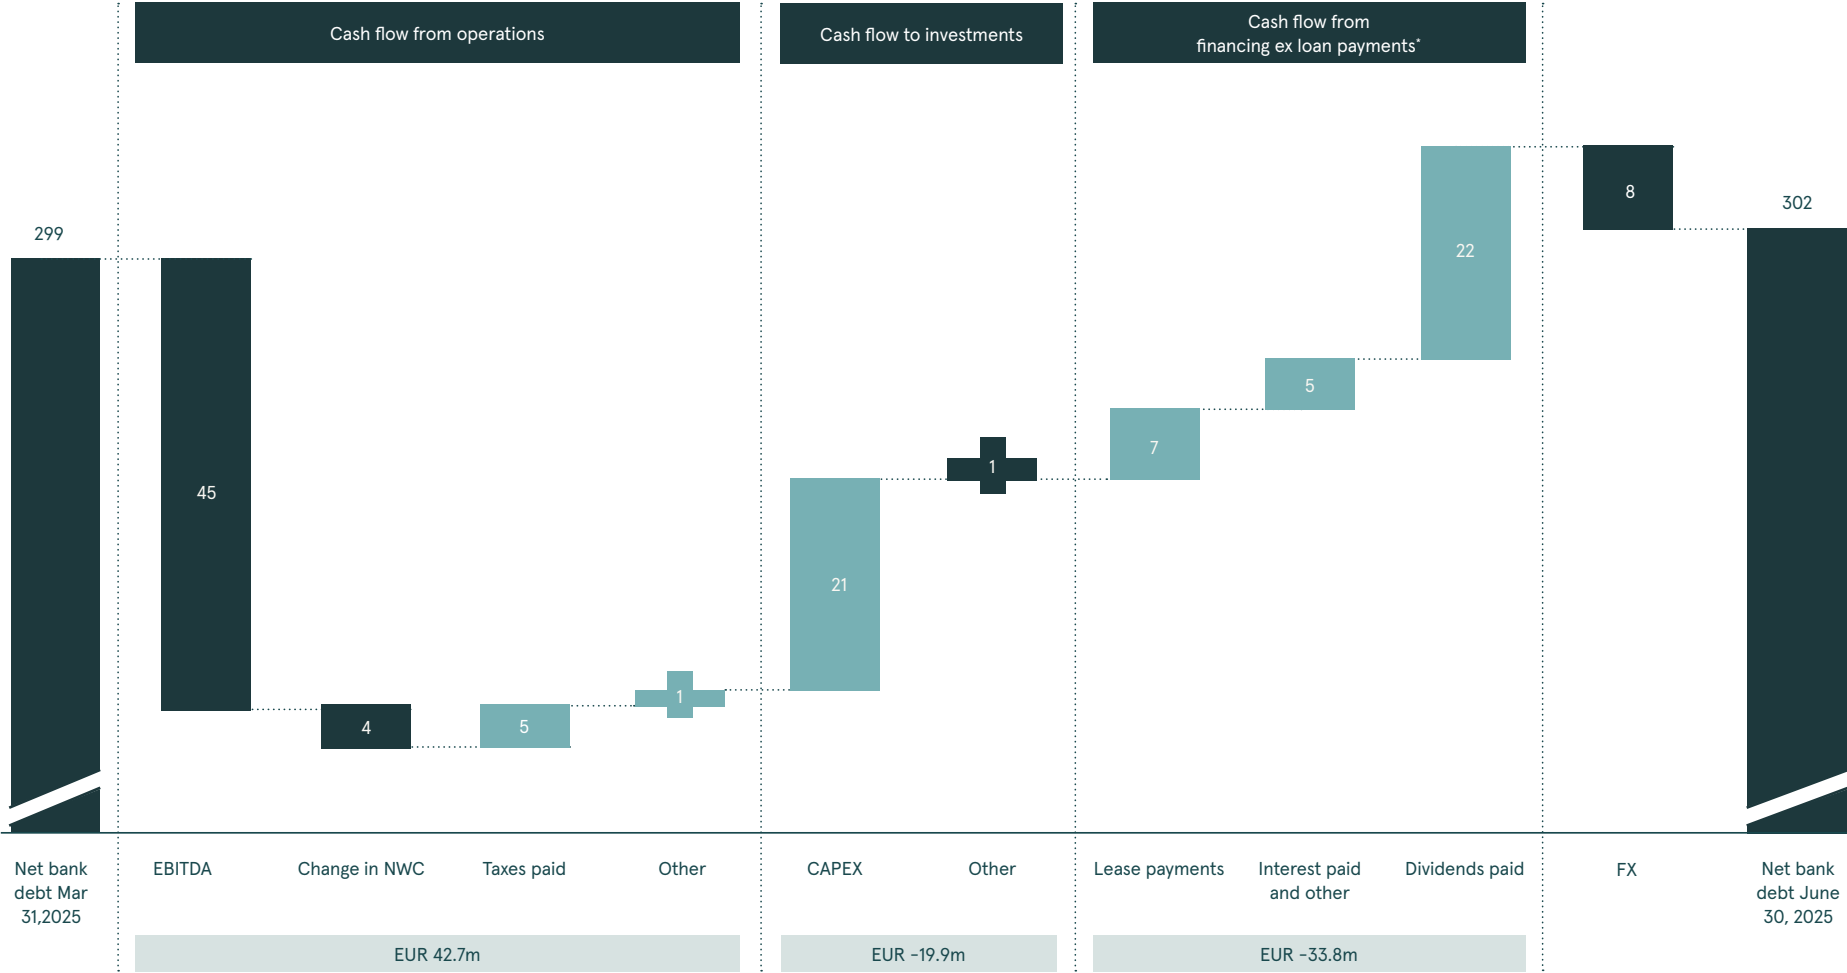 Cash flow from operations
Cash flow to investments
Cash flow from
financing ex loan payments*
299
45
4
5
1
21
1
7
5
22
8
302
Net bank
debt Mar
31,2025
EBITDA
Change in NWC
Taxes paid
Other
CAPEX
Other
Lease payments
Interest paid
and other
Dividends paid
FX
Net bank
debt June
30, 2025
EUR 42.7m
EUR -19.9m
EUR -33.8m